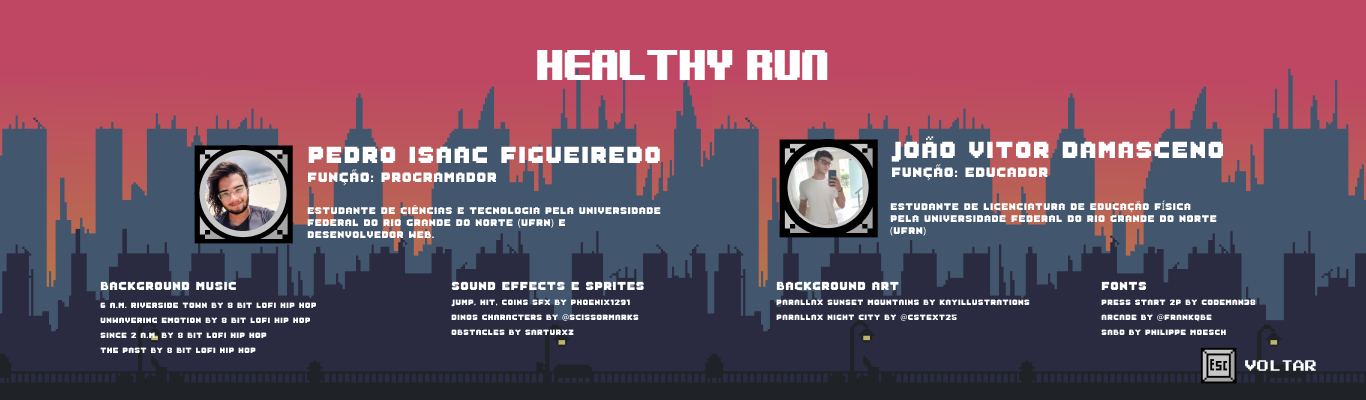 HEALTHY RUN
PEDRO ISAAC FIGUEIREDO
FUNÇÃO: PROGRAMADOR
ESTUDANTE DE CIÊNCIAS E TECNOLOGIA PELA UNIVERSIDADE
FEDERAL DO RIO GRANDE DO NORTE (UFRN) E
DESENVOLVEDOR WEB.
JOÃO VITOR DAMASCENO
FUNÇÃO: EDUCADOR
ESTUDANTE DE LICENCIATURA DE EDUCAÇÃO FÍSICA
PELA UNIVERSIDADE FEDERAL DO RIO GRANDE DO NORTE
(UFRN)
BACKGROUND MUSIC
6 A.M. RIVERSIDE TOWN BY 8 BIT LOFI HIP HOP
UNWAVERING EMOTION BY 8 BIT LOFI HIP HOP
SINCE 2 A.M. BY 8 BIT LOFI HIP HOP
THE PAST BY 8 BIT LOFI HIP HOP
SOUND EFFECTS E SPRITES
JUMP, HIT, COINS SFX BY PHOENIX1291
DINOS CHARACTERS BY @SCISSORMARKS
OBSTACLES BY SARTURXZ
BACKGROUND ART
PARALLAX SUNSET MOUNTAINS BY KAYILLUSTRATIONS
PARALLAX NIGHT CITY BY @CSTEXT25
FONTS
PRESS START 2P BY CODEMAN38
ARCADE BY @FRANKQBE
SABO BY PHILIPPE MOESCH
ESC VOLTAR